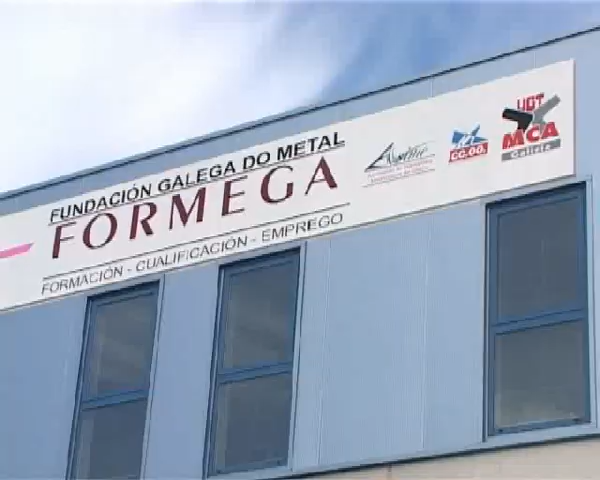 FUNDACIÓN GALEGA DO METAL
FORMEGA
FORMACIÓN - CUALIFICACIÓN - EMPREGO
CC.OO.
UGT
MCA
Galicia